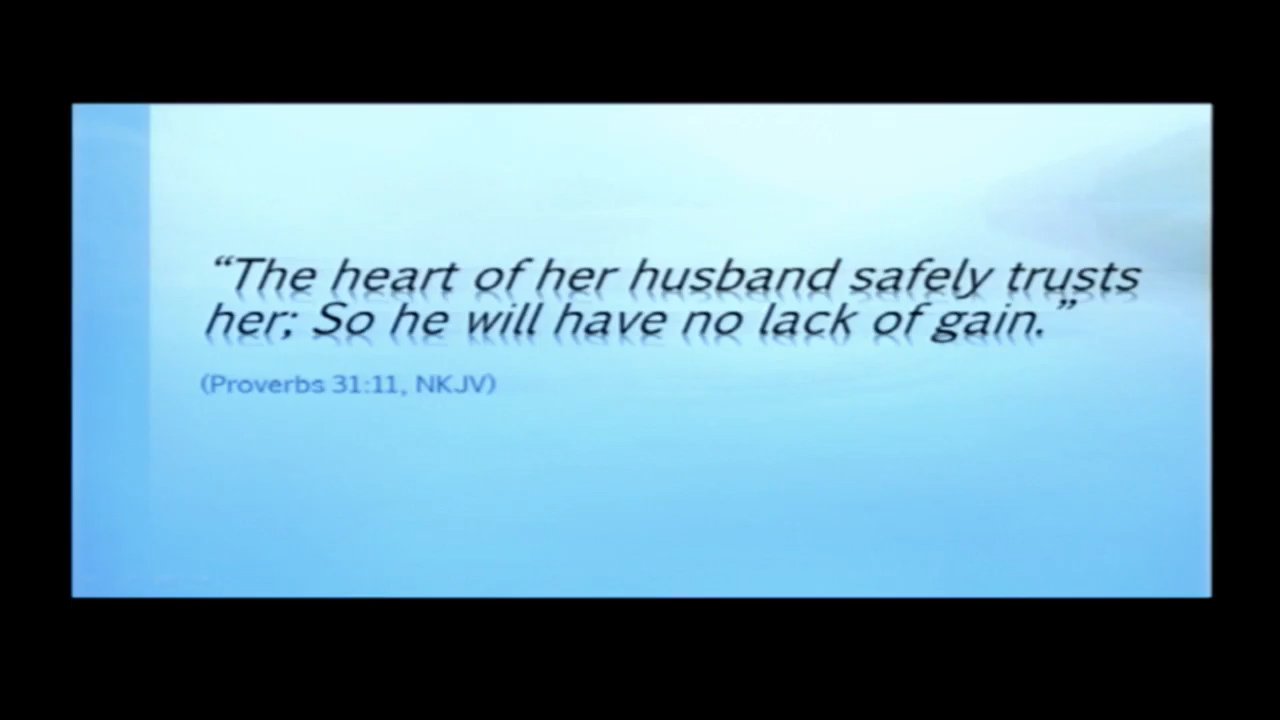 “The heart of her husband safely trusts
her; So he will have no lack of gain.”
(Proverbs 31:11, NKJV)